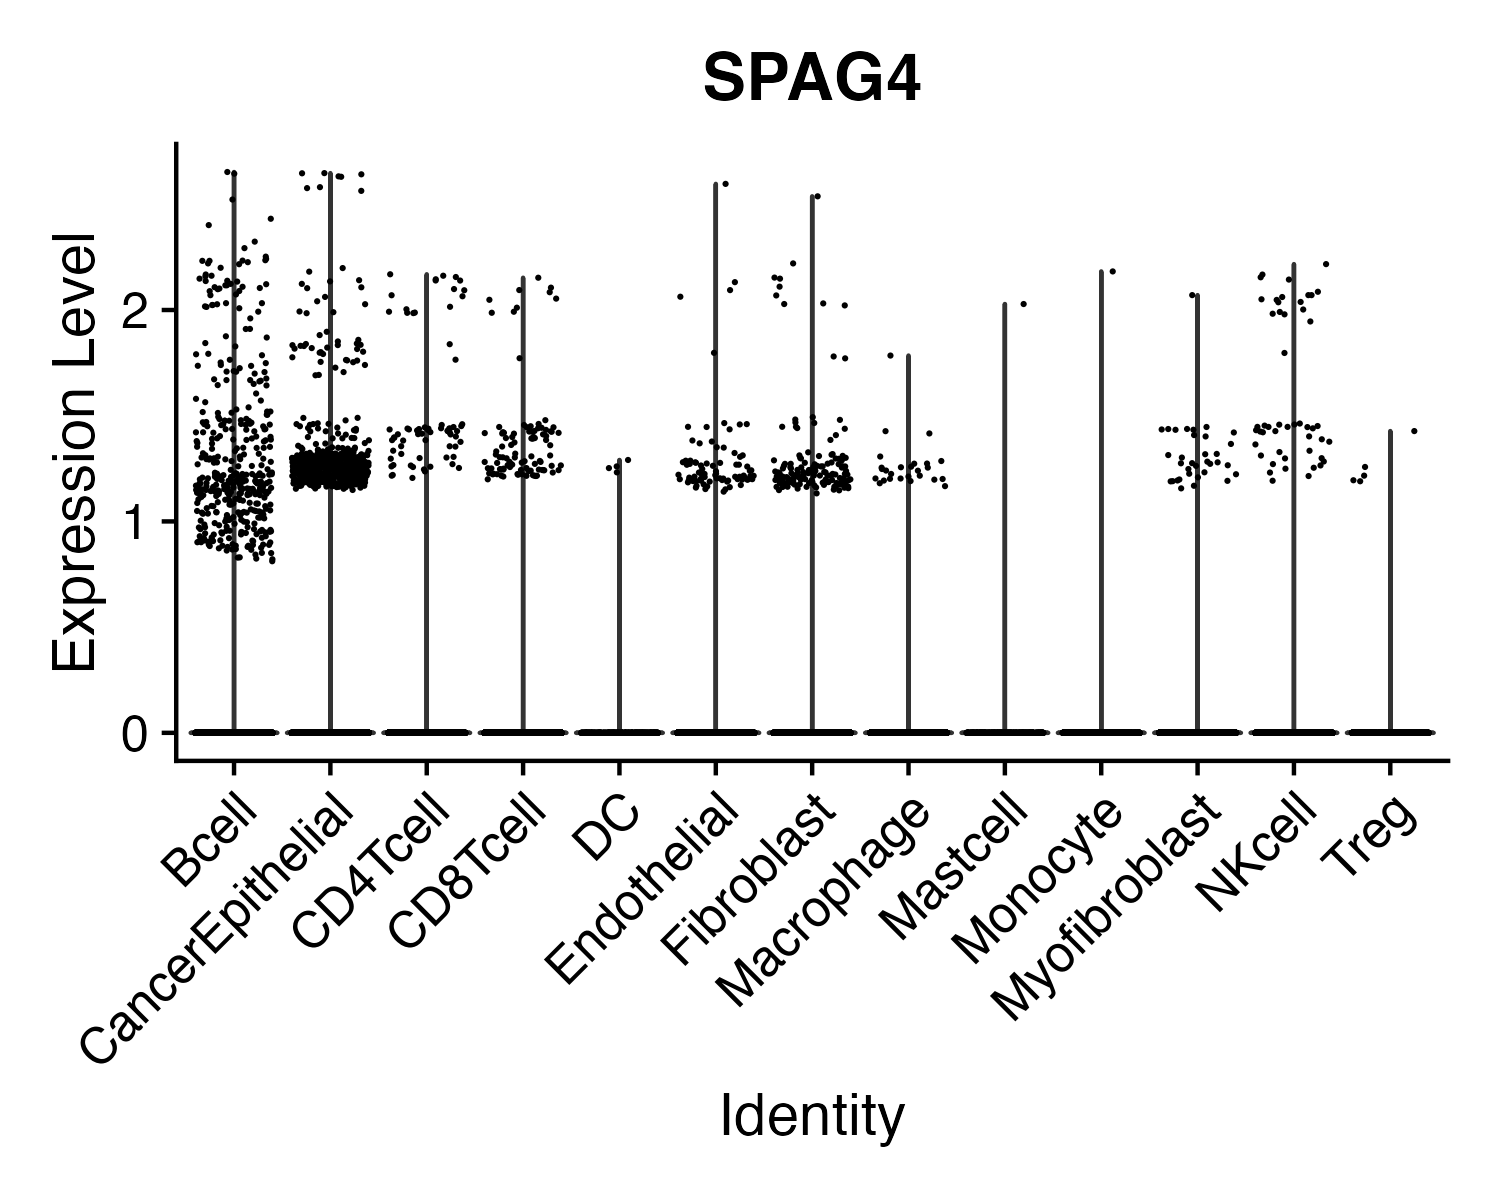 SPAG4
Expression Level
2
1
0
Bcell
CancerEpithelial
CD4Tcell
CD8Tcell
DC
Endothelial
Fibroblast
Macrophage
Mastcell
Monocyte
Myofibroblast
NKcell
Treg
Identity